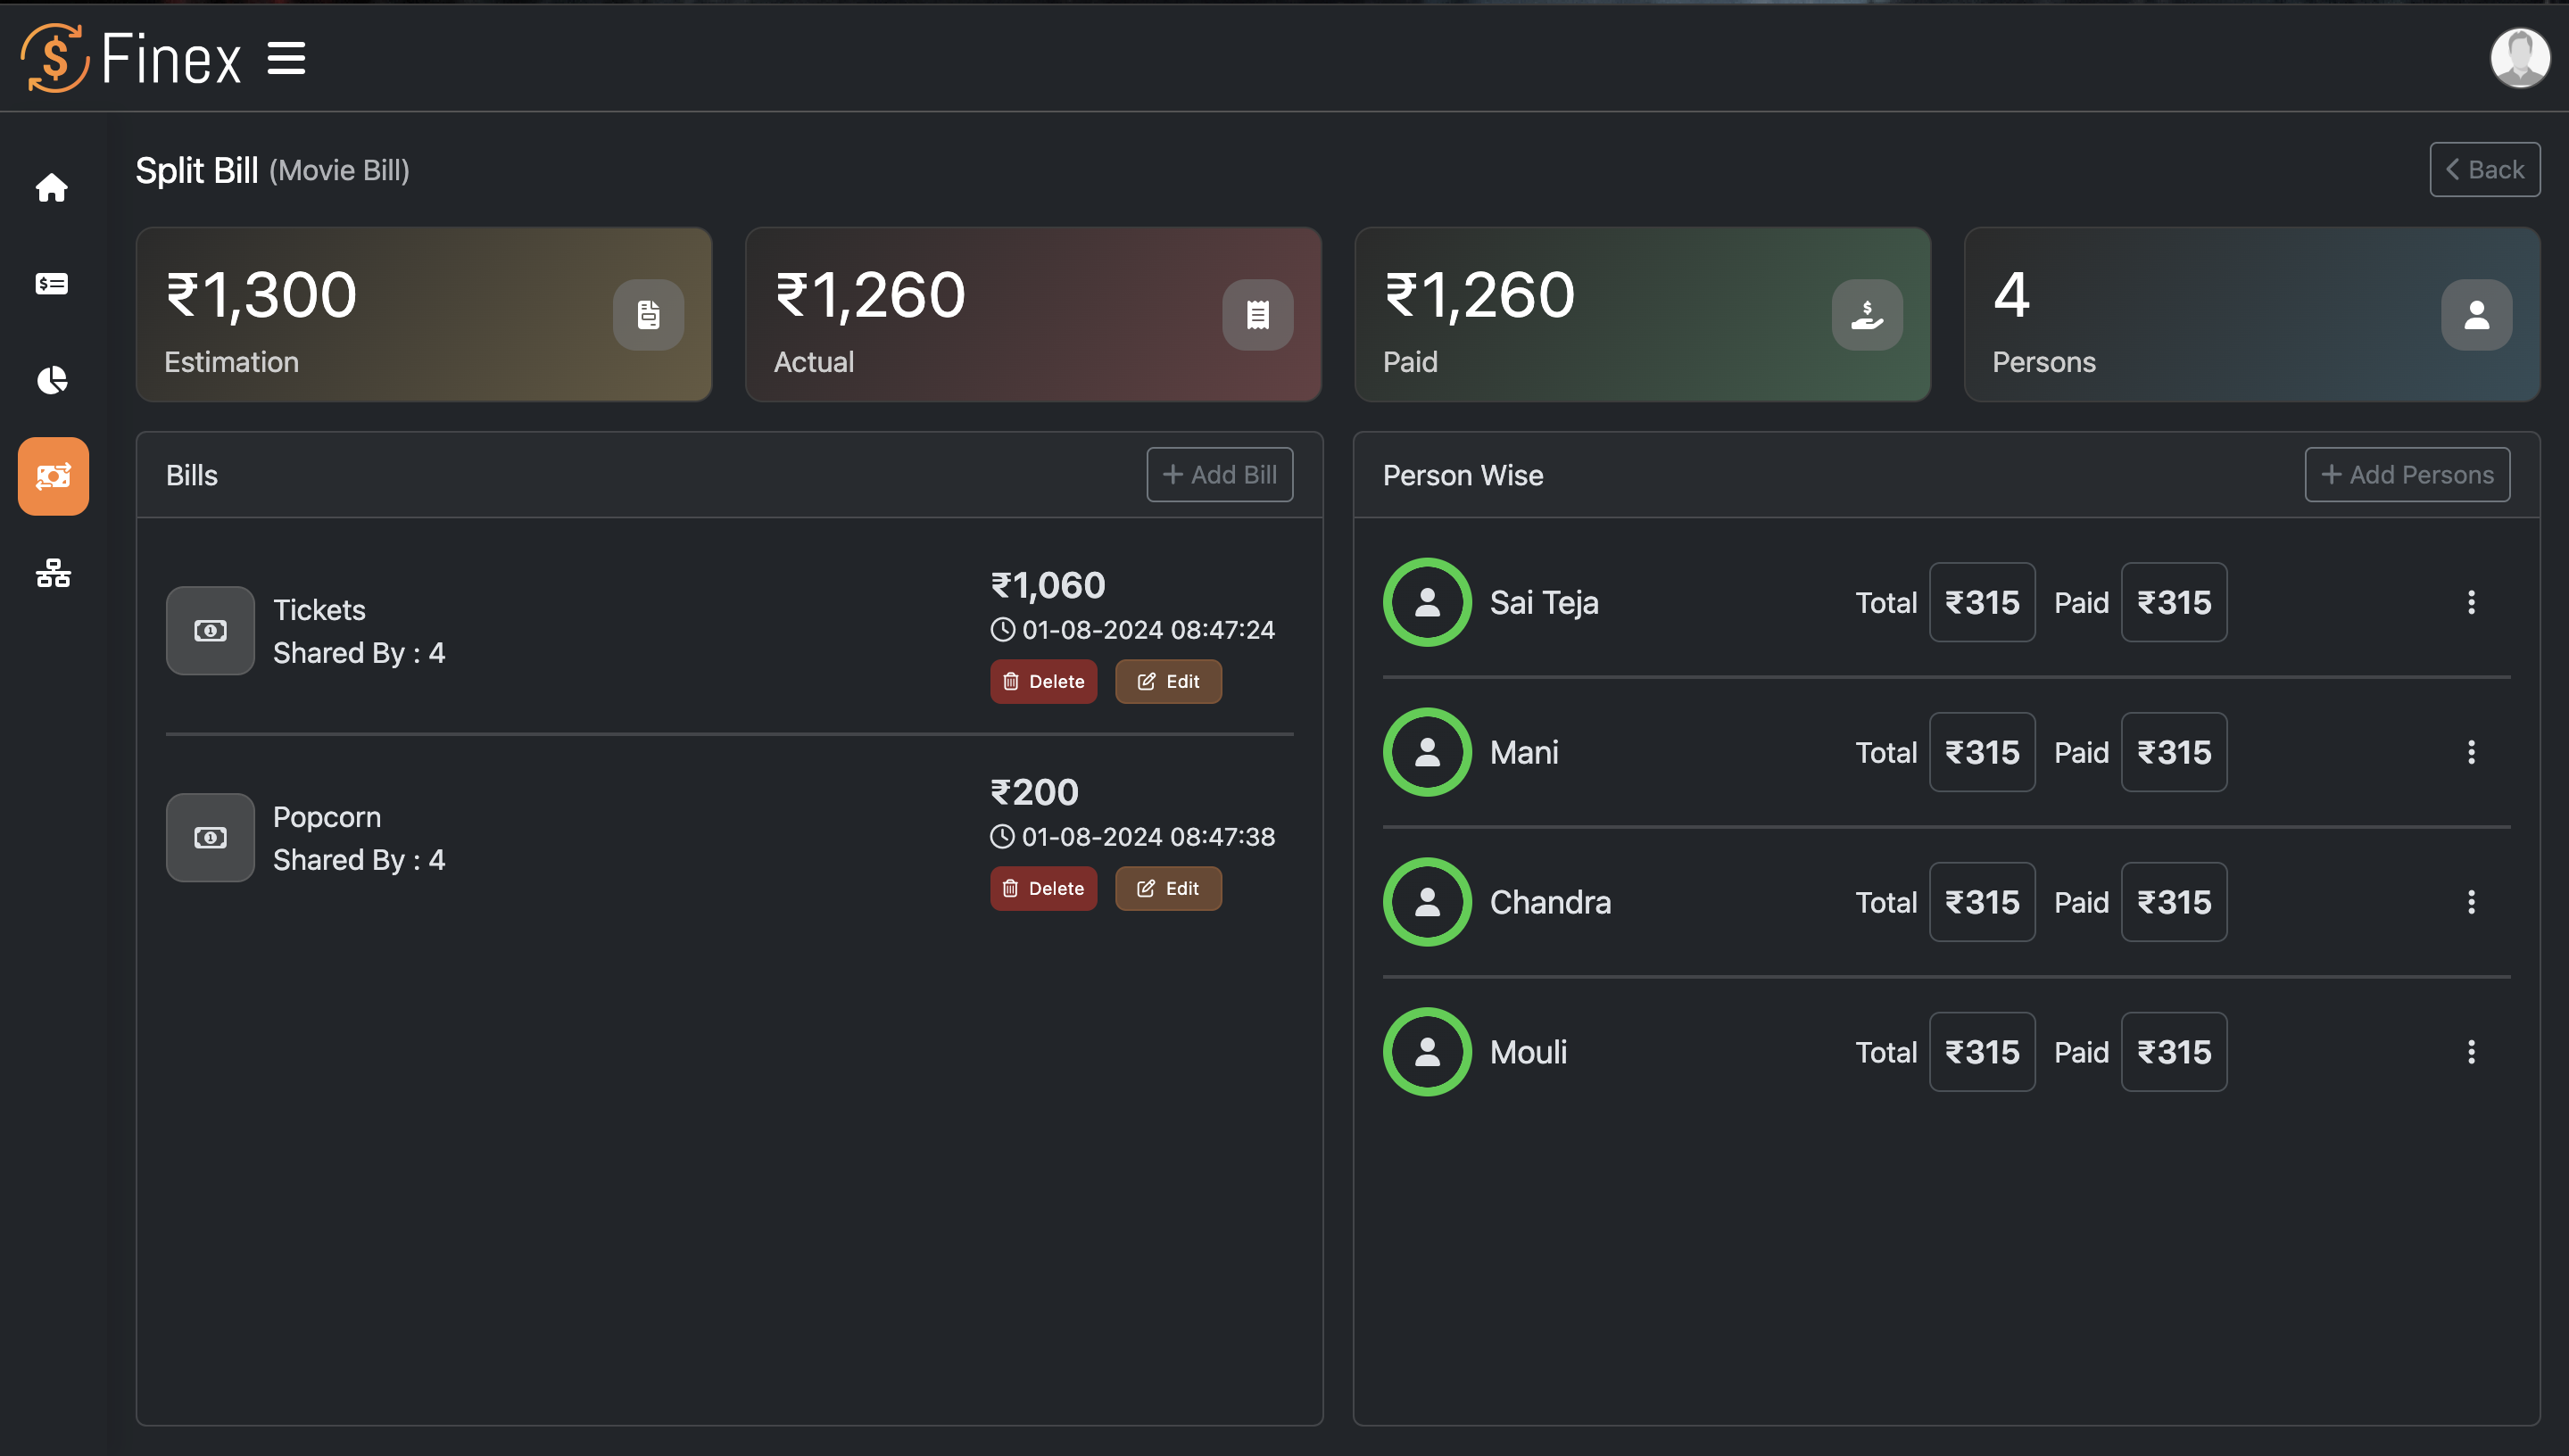 Finex
Split Bill (Movie Bill)
Back
₹1,300
Estimation
₹1,260
Actual
₹1,260
Paid
4
Persons
Bills
+ Add Bill
Tickets
Shared By : 4
₹1,060
01-08-2024 08:47:24
Delete Edit
Popcorn
Shared By : 4
₹200
01-08-2024 08:47:38
Delete Edit
Person Wise
+ Add Persons
Sai Teja Total ₹315 Paid ₹315
Mani Total ₹315 Paid ₹315
Chandra Total ₹315 Paid ₹315
Mouli Total ₹315 Paid ₹315